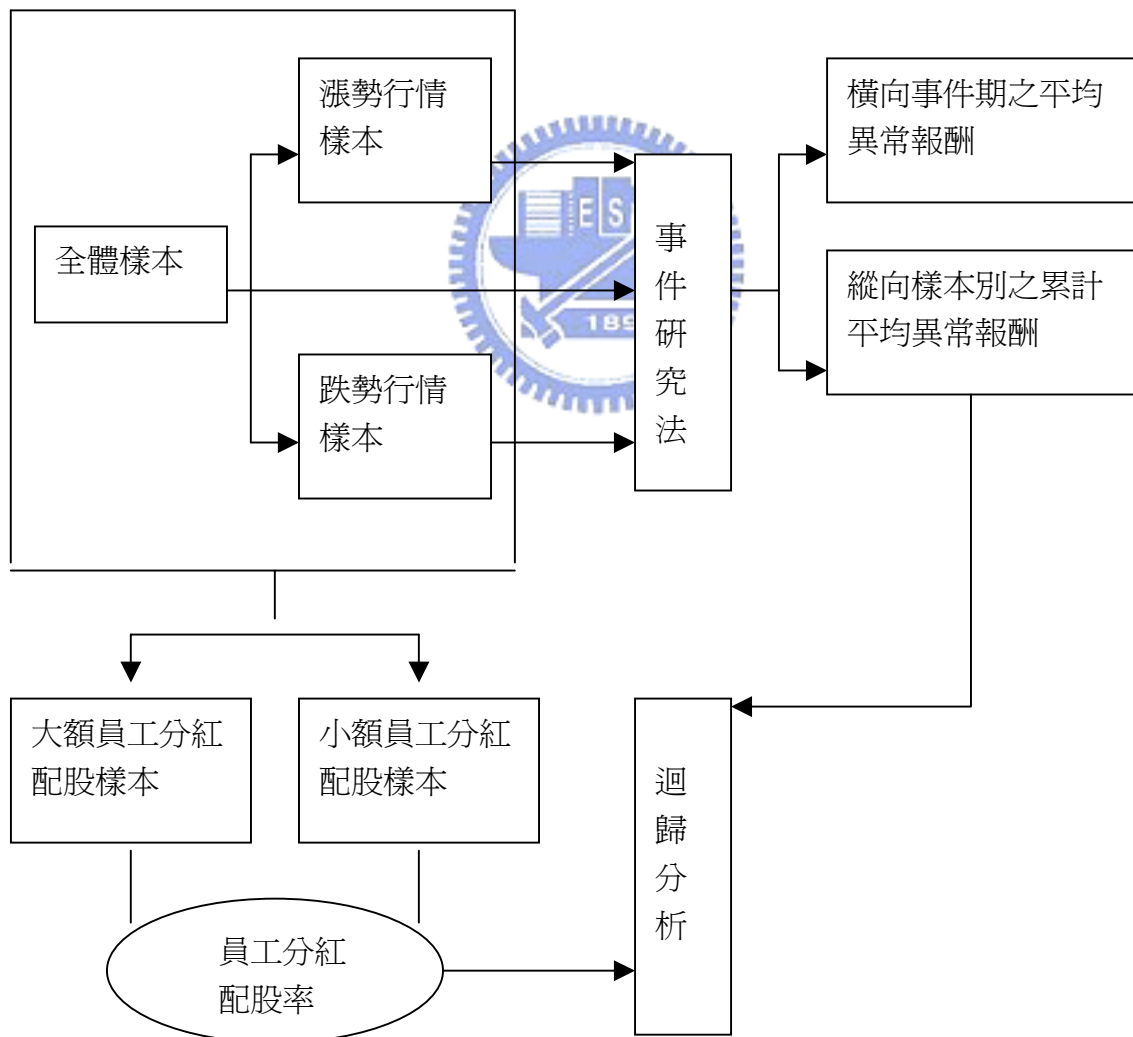 漲勢行情
樣本
橫向事件期之平均
異常報酬
全體樣本
事件研究法
縱向樣本別之累計
平均異常報酬
跌勢行情
樣本
ES
189
大額員工分紅
配股樣本
小額員工分紅
配股樣本
迴歸分析
員工分紅
配股率